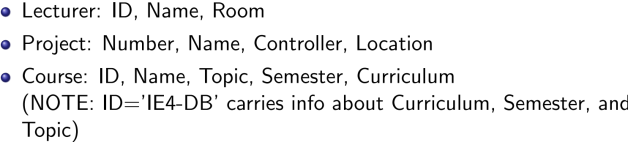 Lecturer: ID, Name, Room
Project: Number, Name, Controller, Location
Course: ID, Name, Topic, Semester, Curriculum
(NOTE: ID='IE4-DB' carries info about Curriculum, Semester, and
Topic)